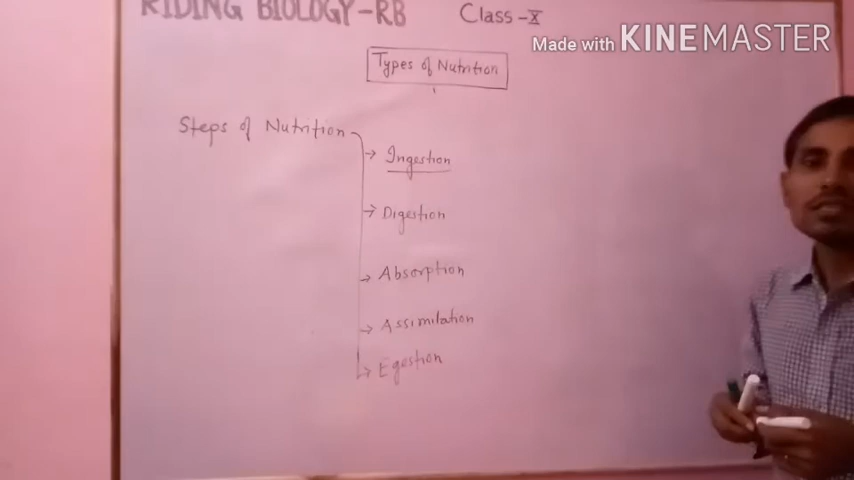 RIDING BIOLOGY-RB Class-X
Made with KINEMASTER
Types of Nutrition
Steps of Nutrition
→ Ingestion
→ Digestion
→ Absorption
→ Assimilation
→ Egestion